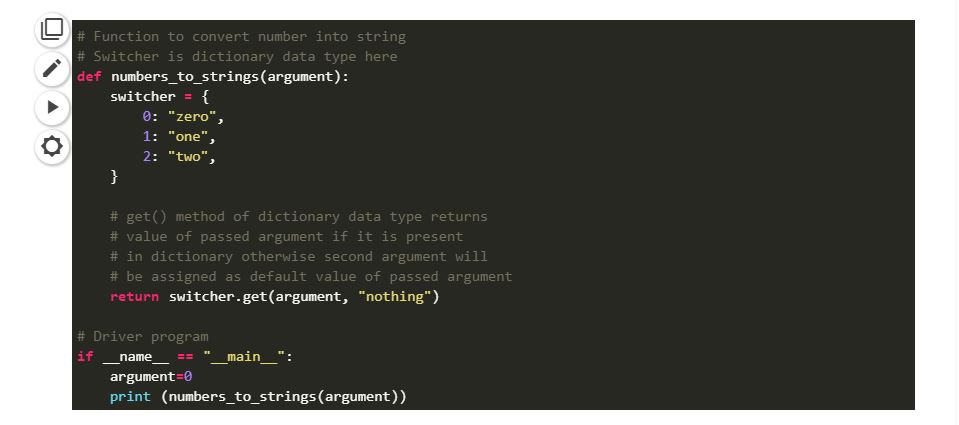 # Function to convert number into string
# Switcher is dictionary data type here
def numbers_to_strings(argument):
    switcher = {
        0: "zero",
        1: "one",
        2: "two",
    }
    # get() method of dictionary data type returns
    # value of passed argument if it is present
    # in dictionary otherwise second argument will
    # be assigned as default value of passed argument
    return switcher.get(argument, "nothing")
# Driver program
if __name__ == "__main__":
    argument=0
    print (numbers_to_strings(argument))